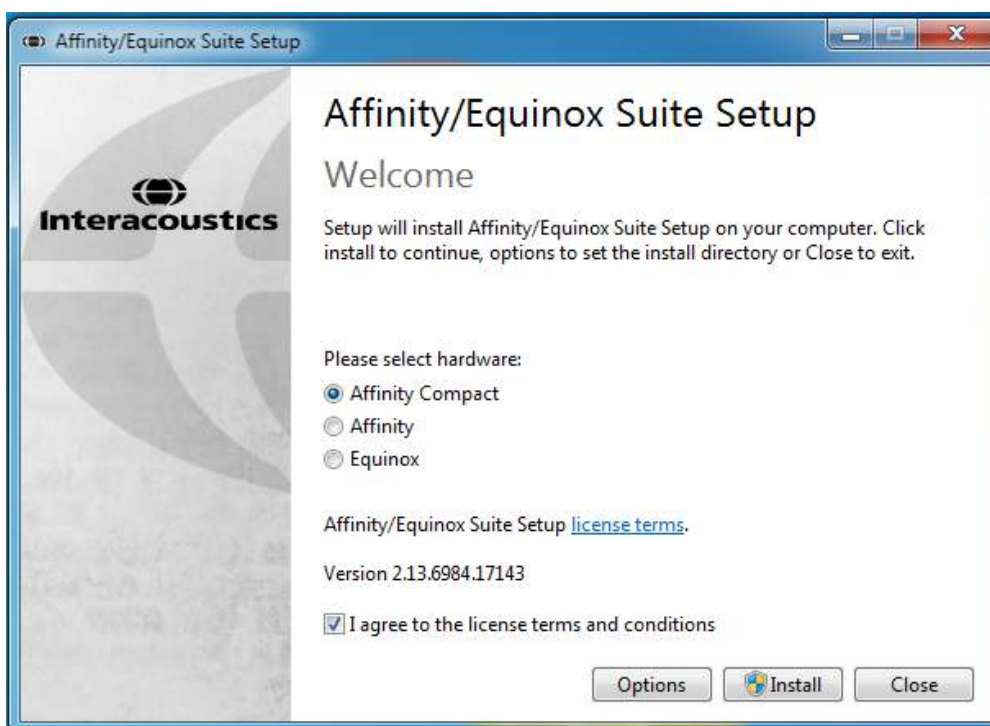 Affinity/Equinox Suite Setup
Interacoustics
Affinity/Equinox Suite Setup
Welcome
Setup will install Affinity/Equinox Suite Setup on your computer. Click
install to continue, options to set the install directory or Close to exit.
Please select hardware:
Affinity Compact
Affinity
Equinox
Affinity/Equinox Suite Setup license terms.
Version 2.13.6984.17143
I agree to the license terms and conditions
Options
Install
Close